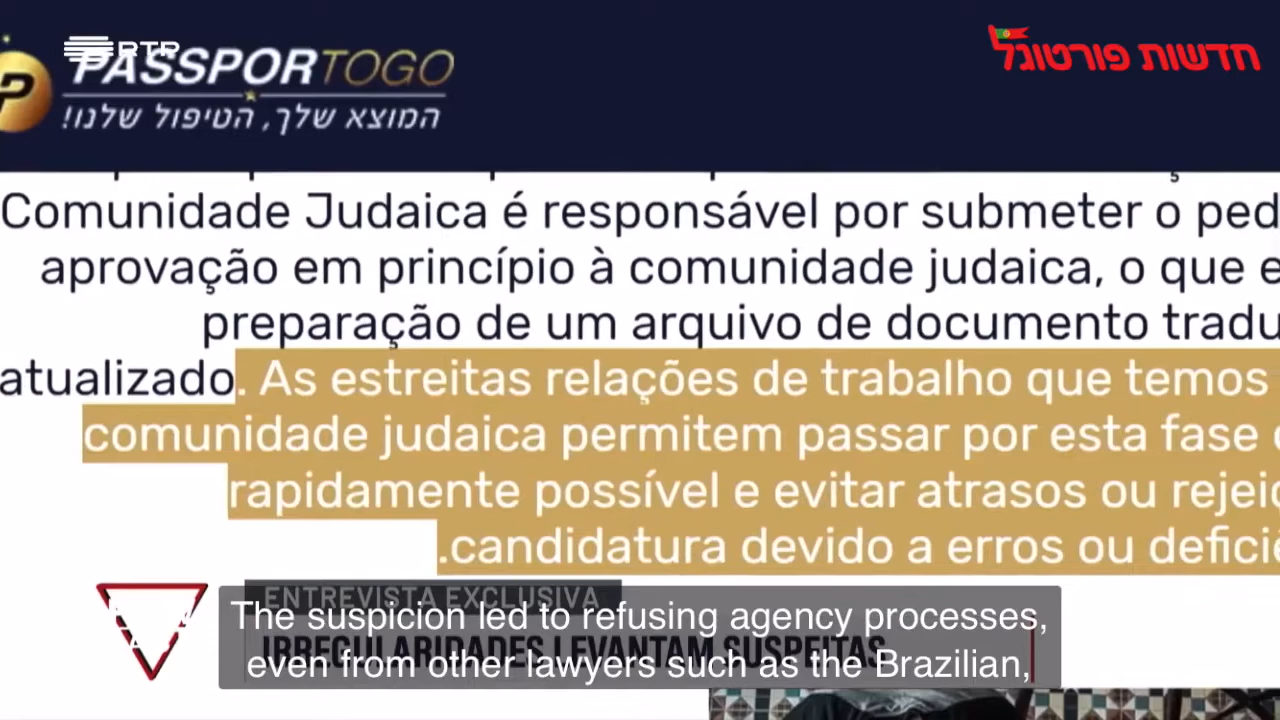 RTP
PASSPORTOGO
המוצא שלך, הטיפול שלנו!
חדשות פורטוגל
Comunidade Judaica é responsável por submeter o ped
aprovação em princípio à comunidade judaica, o que e
preparação de um arquivo de documento tradu
atualizado. As estreitas relações de trabalho que temos
comunidade judaica permitem passar por esta fase
rapidamente possível e evitar atrasos ou rejei
.candidatura devido a erros ou defici
ENTREVISTA EXCLUSIVA
IRREGULARIDADES LEVANTAM SUSPEITAS
The suspicion led to refusing agency processes,
even from other lawyers such as the Brazilian,